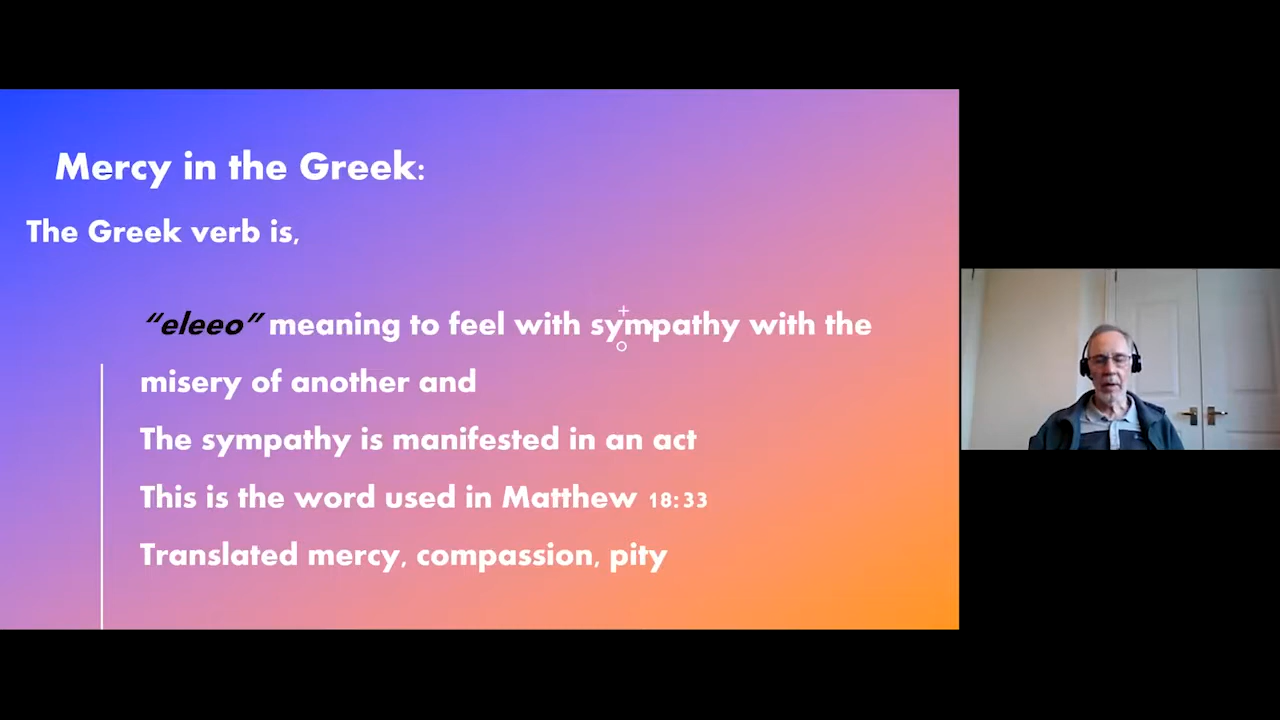 Mercy in the Greek:
The Greek verb is,
“eleeo” meaning to feel with sympathy with the
misery of another and
The sympathy is manifested in an act
This is the word used in Matthew 18:33
Translated mercy, compassion, pity